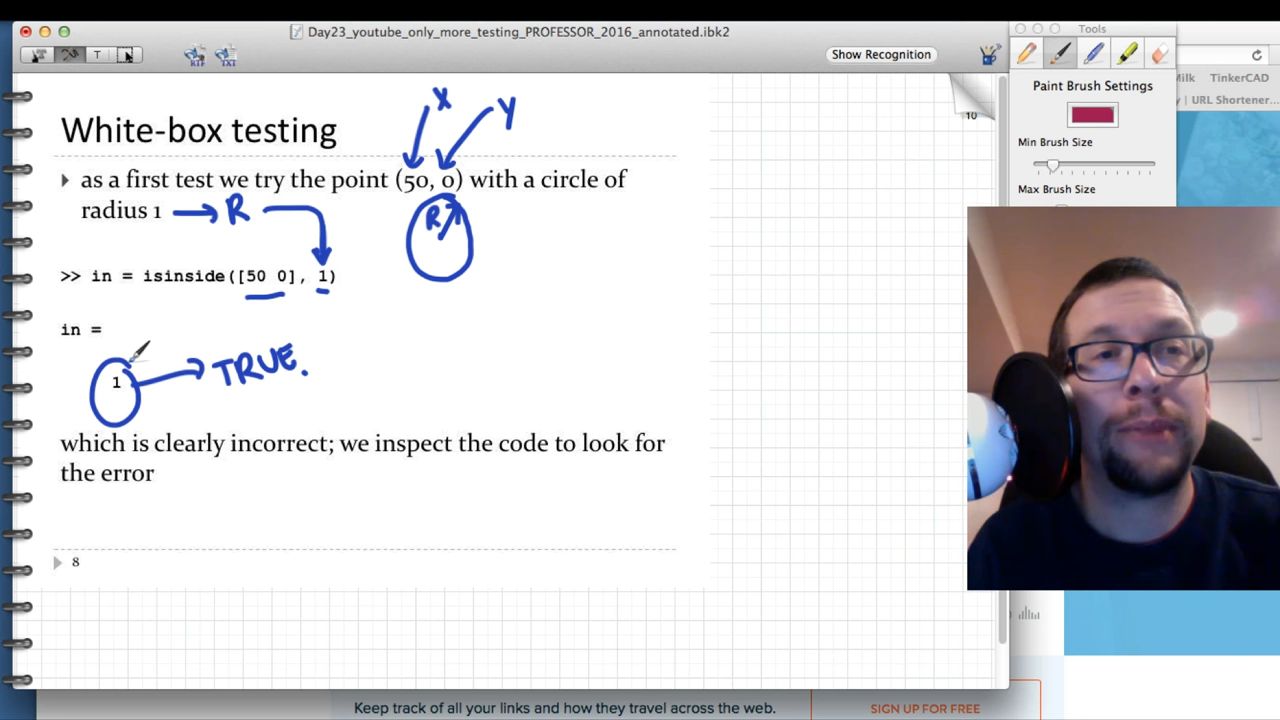 Day23_youtube_only_more_testing_PROFESSOR_2016_annotated.ibk2
T
RTF
TXT
Show Recognition
Tools
Milk
TinkerCAD
| URL Shortener...
Paint Brush Settings
Min Brush Size
Max Brush Size
10
X
Y
White-box testing
as a first test we try the point (50, 0) with a circle of
radius 1
R
R
>> in = isinside([50 0], 1)
in =
1
TRUE.
which is clearly incorrect; we inspect the code to look for
the error
8
Keep track of all your links and how they travel across the web.
SIGN UP FOR FREE